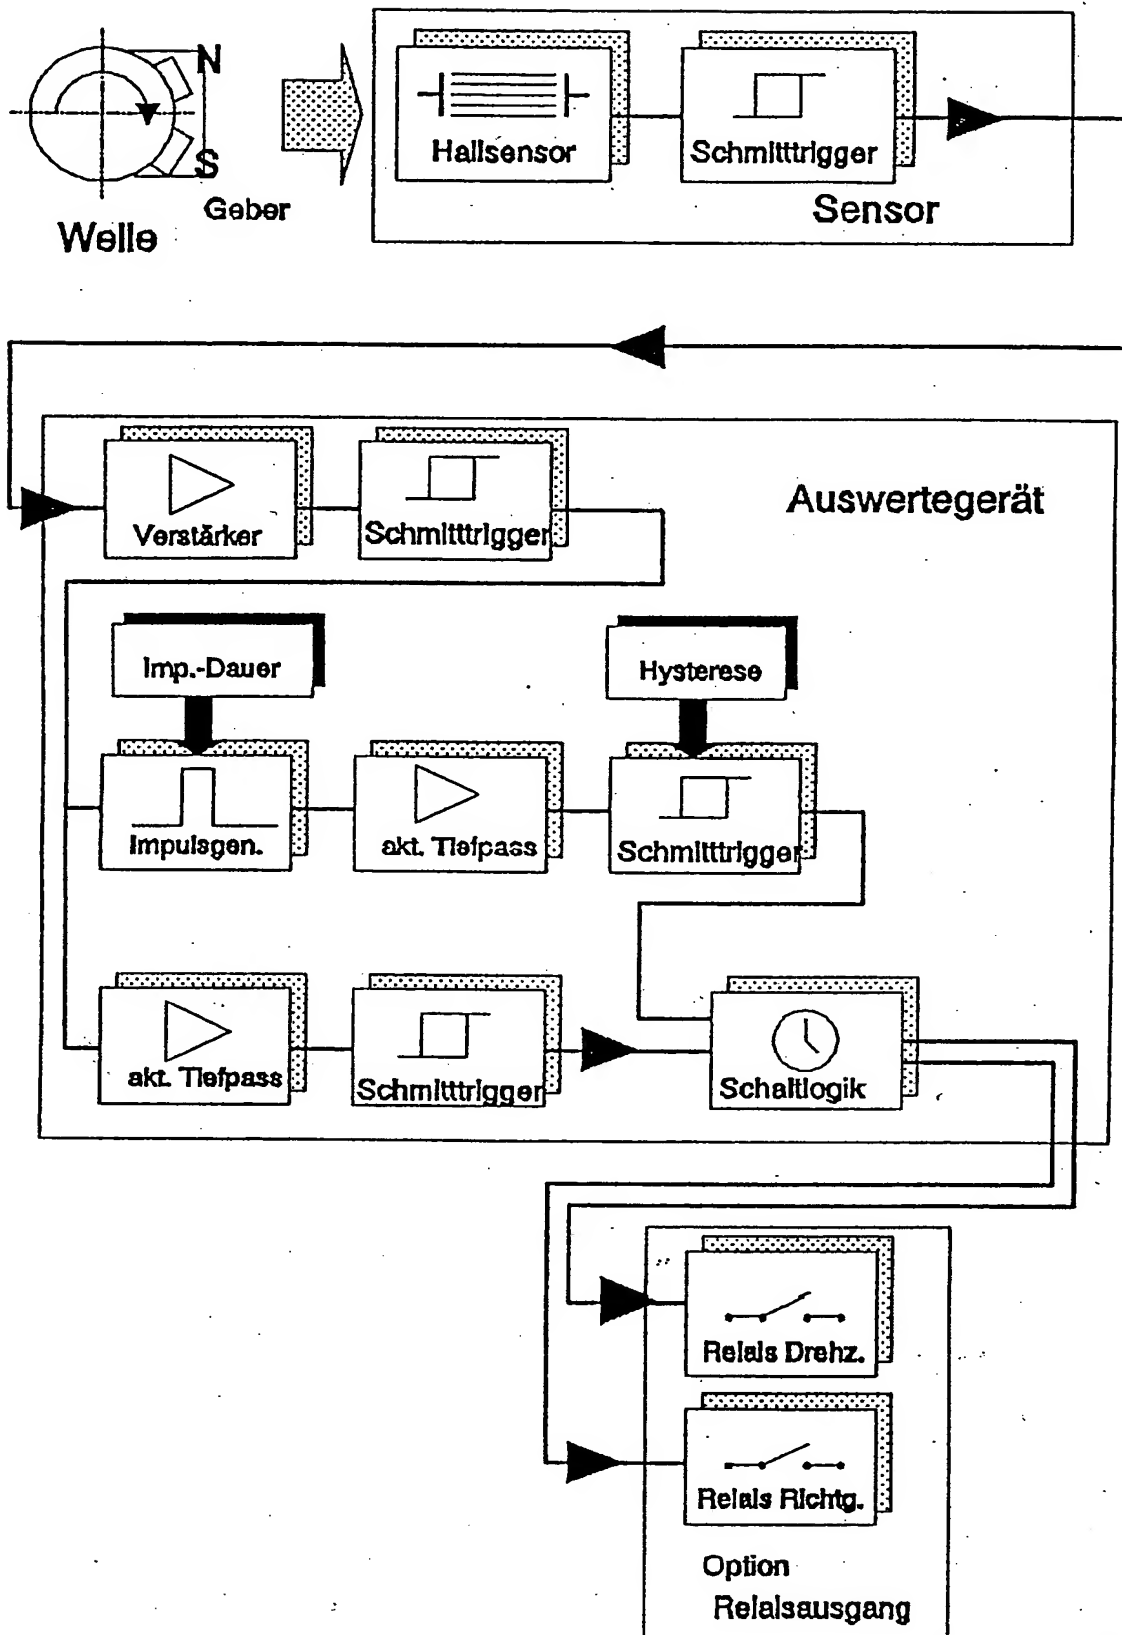 N
S
Geber
Welle
Hallsensor
Schmitttrigger
Sensor
Auswertegerät
Verstärker
Schmitttrigger
Imp.-Dauer
Hysterese
Impulsgen.
akt. Tiefpass
Schmitttrigger
akt. Tiefpass
Schmitttrigger
Schaltlogik
Relais Drehz.
Relais Richtg.
Option
Relaisausgang